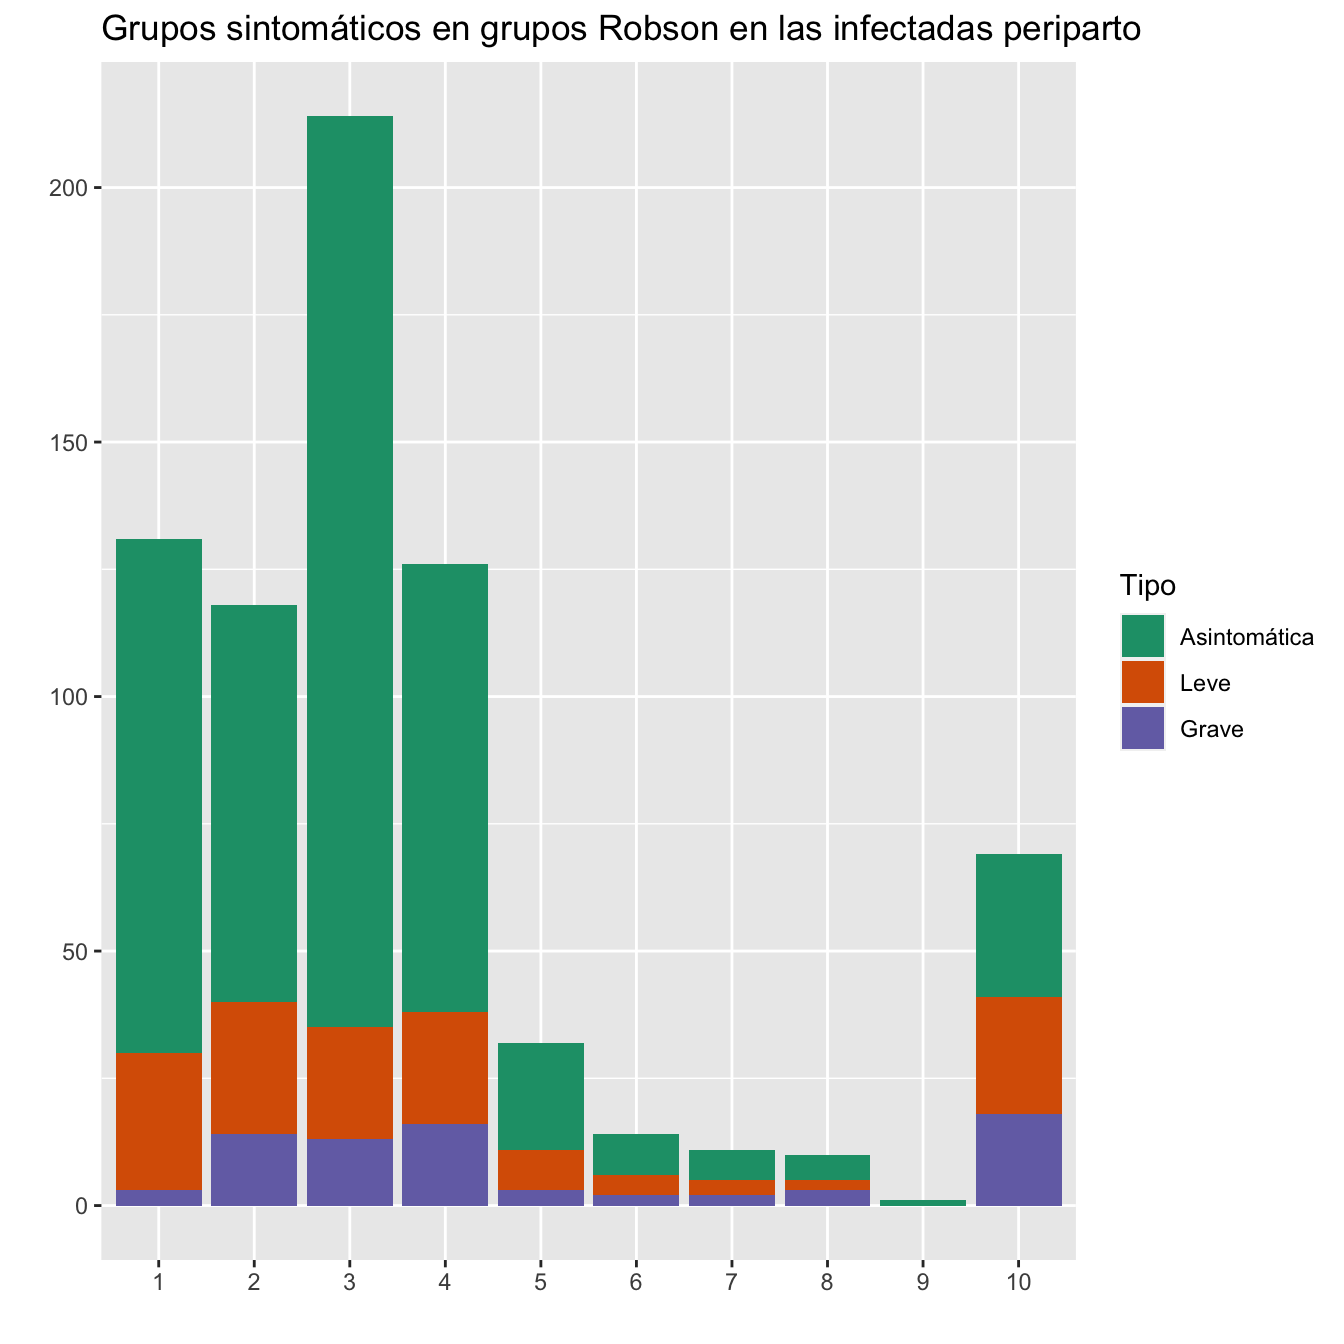 Grupos sintomáticos en grupos Robson en las infectadas periparto
200
150
100
50
0
1 2 3 4 5 6 7 8 9 10
Tipo
Asintomática
Leve
Grave